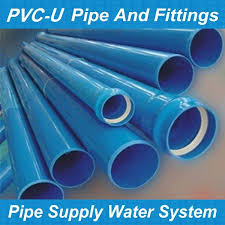 PVC-U Pipe And Fittings
Pipe Supply Water System